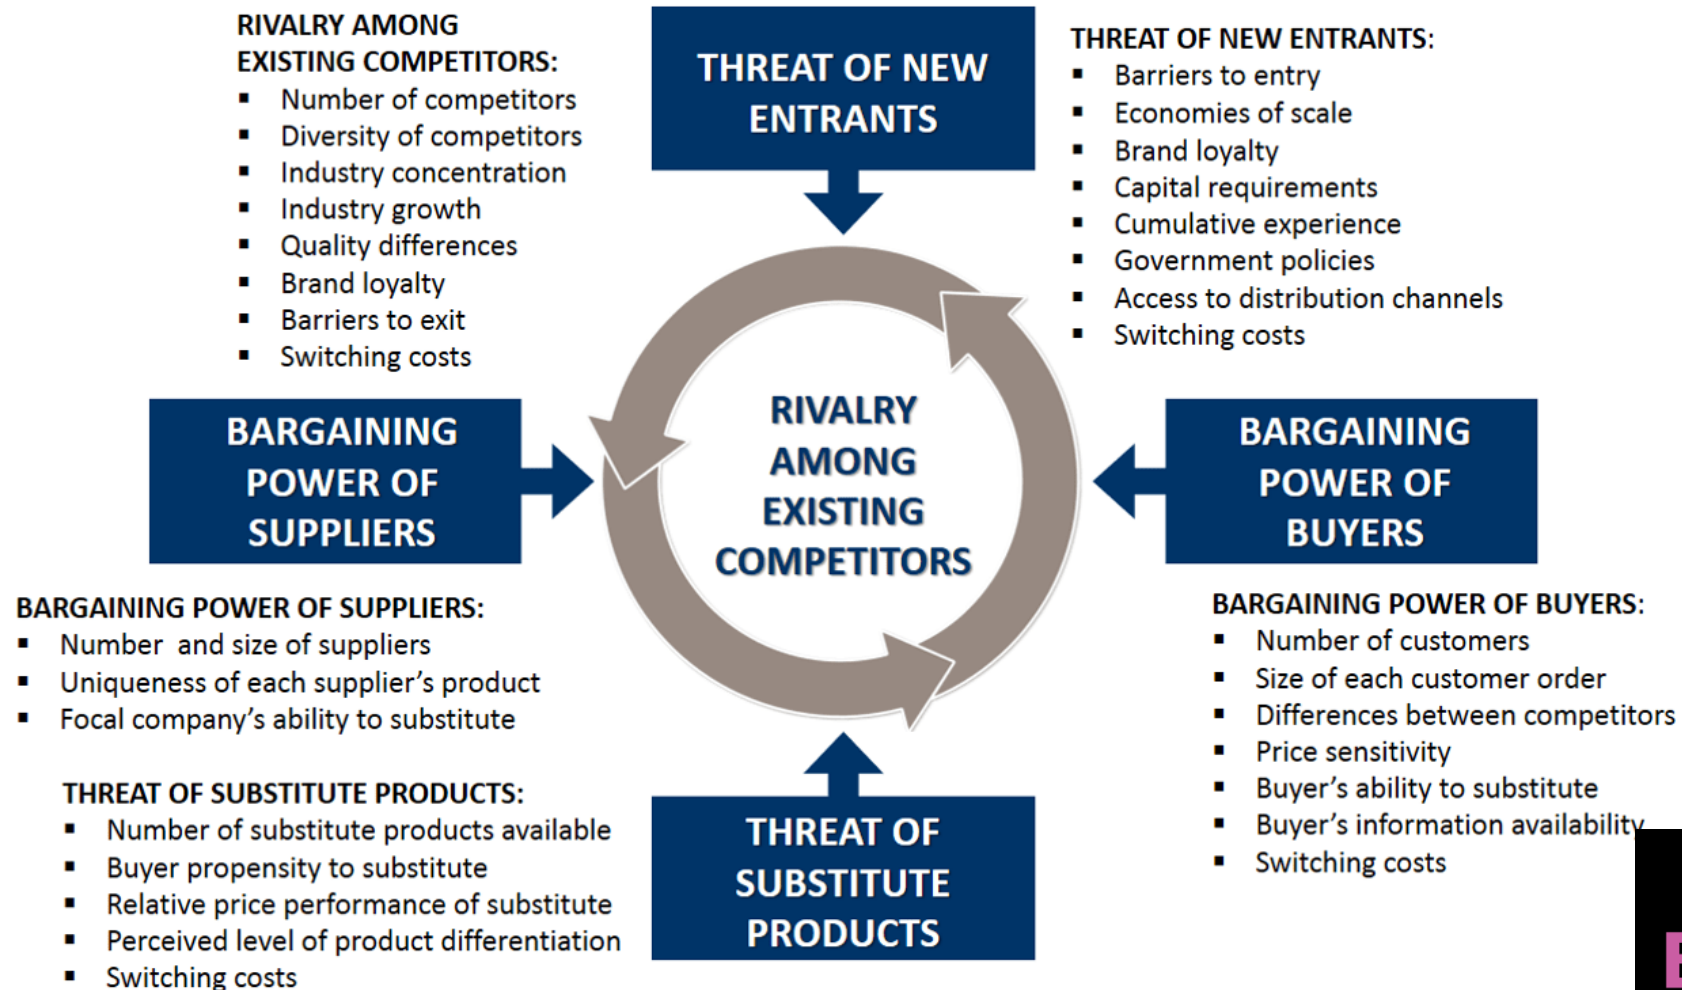 RIVALRY AMONG
EXISTING COMPETITORS:
▪ Number of competitors
▪ Diversity of competitors
▪ Industry concentration
▪ Industry growth
▪ Quality differences
▪ Brand loyalty
▪ Barriers to exit
▪ Switching costs
THREAT OF NEW
ENTRANTS
THREAT OF NEW ENTRANTS:
▪ Barriers to entry
▪ Economies of scale
▪ Brand loyalty
▪ Capital requirements
▪ Cumulative experience
▪ Government policies
▪ Access to distribution channels
▪ Switching costs
BARGAINING
POWER OF
SUPPLIERS
RIVALRY
AMONG
EXISTING
COMPETITORS
BARGAINING
POWER OF
BUYERS
BARGAINING POWER OF SUPPLIERS:
▪ Number and size of suppliers
▪ Uniqueness of each supplier’s product
▪ Focal company’s ability to substitute
BARGAINING POWER OF BUYERS:
▪ Number of customers
▪ Size of each customer order
▪ Differences between competitors
▪ Price sensitivity
▪ Buyer’s ability to substitute
▪ Buyer’s information availability
▪ Switching costs
THREAT OF SUBSTITUTE PRODUCTS:
▪ Number of substitute products available
▪ Buyer propensity to substitute
▪ Relative price performance of substitute
▪ Perceived level of product differentiation
▪ Switching costs
THREAT OF
SUBSTITUTE
PRODUCTS